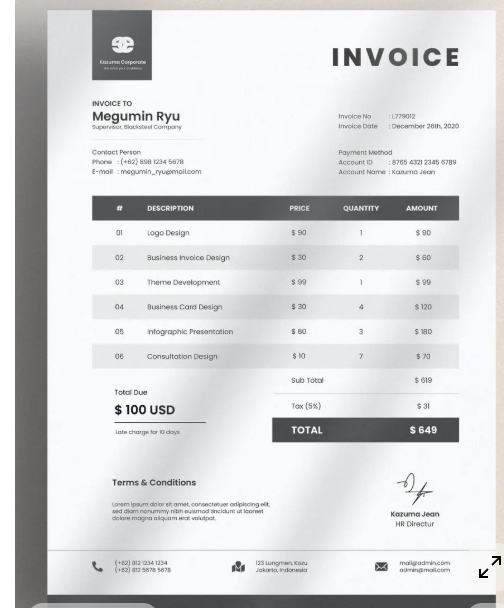 Kazuma Corporate
INVOICE
INVOICE TO
Megumin Ryu
Supervisor, Blacksteel Company
Invoice No : L779012
Invoice Date : December 26th, 2020
Contact Person
Phone : (+62) 898 1234 5678
E-mail : megumin_ryu@mail.com
Payment Method
Account ID : 8765 4321 2345 6789
Account Name : Kazuma Jean
# DESCRIPTION PRICE QUANTITY AMOUNT
01 Logo Design $ 90 1 $ 90
02 Business Invoice Design $ 30 2 $ 60
03 Theme Development $ 99 1 $ 99
04 Business Card Design $ 30 4 $ 120
05 Infographic Presentation $ 60 3 $ 180
06 Consultation Design $ 10 7 $ 70
Sub Total $ 619
Tax (5%) $ 31
TOTAL $ 649
Total Due
$ 100 USD
Late charge for 10 days
Terms & Conditions
Lorem ipsum dolor sit amet, consectetuer adipiscing elit,
sed diam nonummy nibh euismod tincidunt ut laoreet
dolore magna aliquam erat volutpat.
Kazuma Jean
HR Directur
(+62) 812 1234 1234
(+62) 812 5678 5678
123 Lungmen, Kazu
Jakarta, Indonesia
mail@admin.com
admin@mail.com